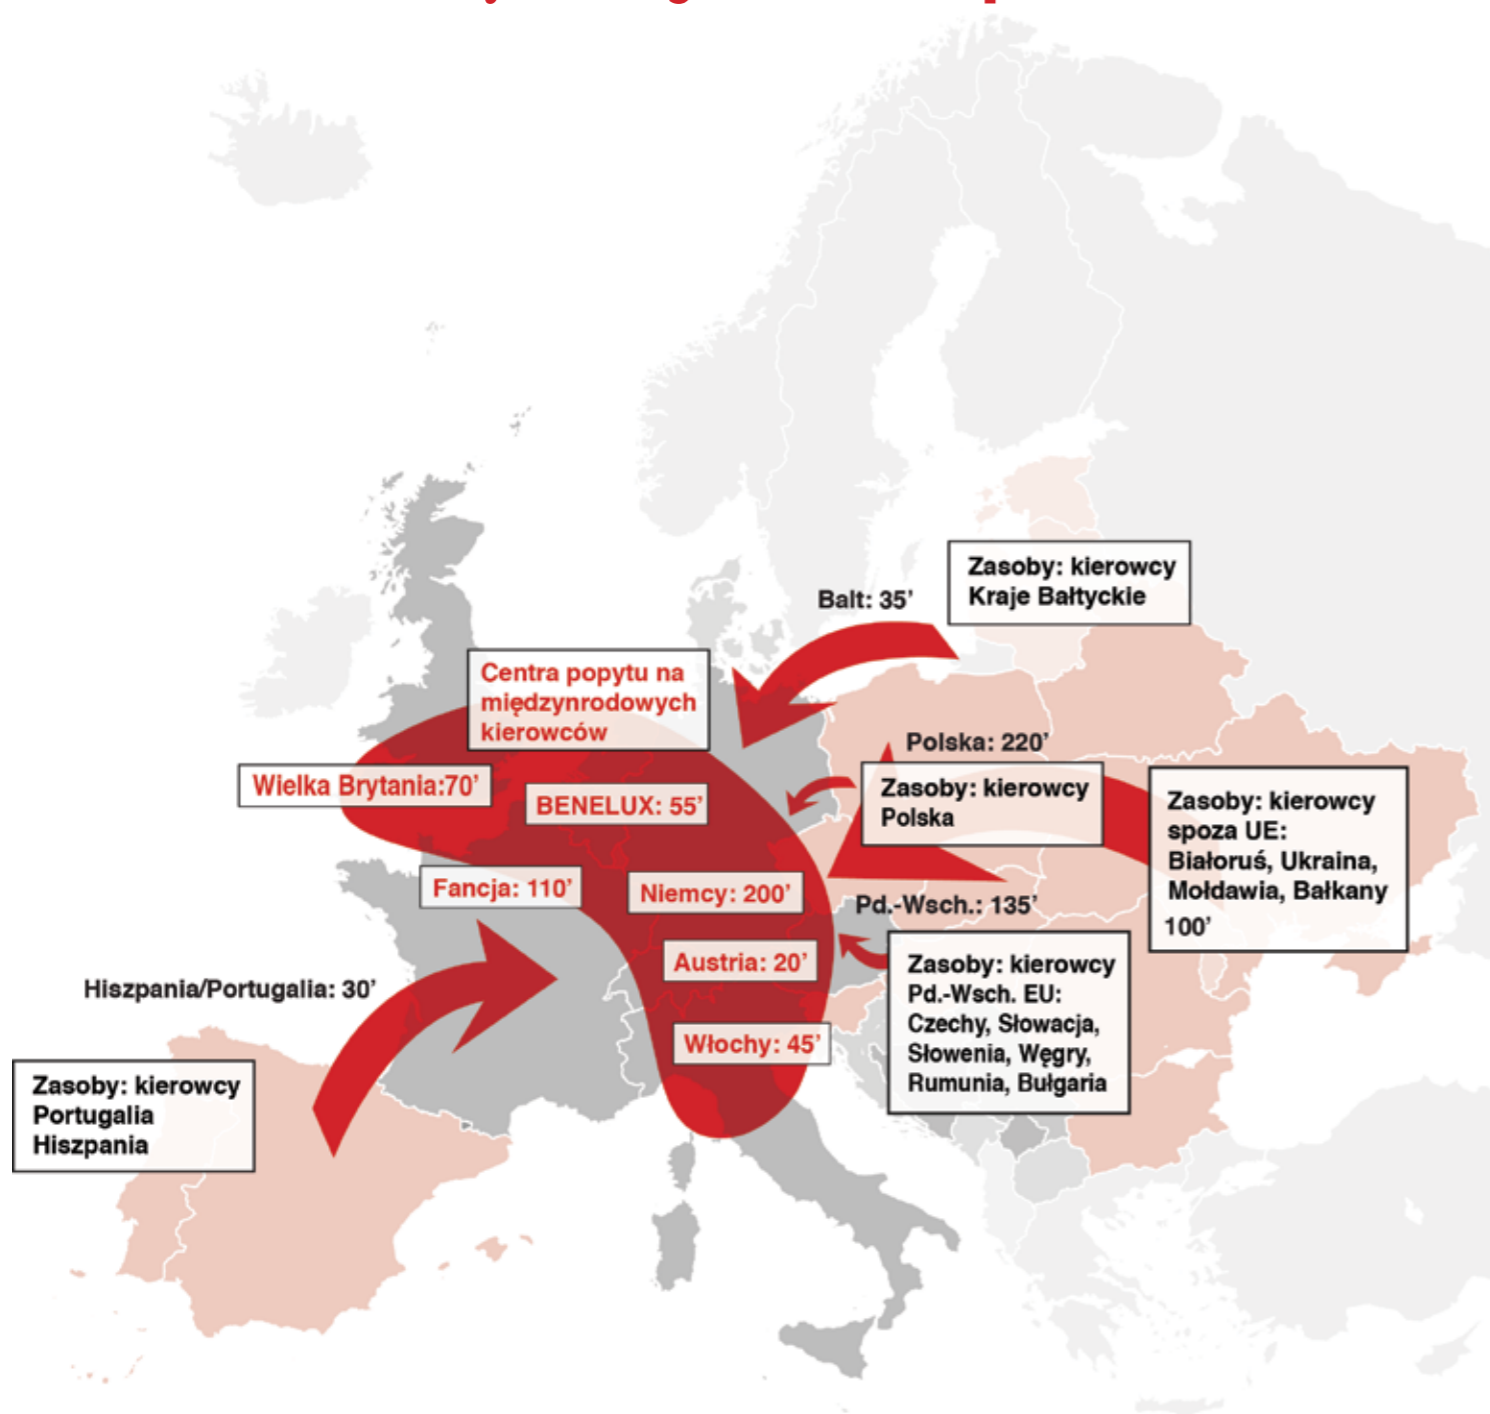 Balt: 35’
Zasoby: kierowcy
Kraje Bałtyckie
Centra popytu na
międzynrodowych
kierowców
Polska: 220’
Zasoby: kierowcy
Polska
Wielka Brytania:70’
BENELUX: 55’
Zasoby: kierowcy
spoza UE:
Białoruś, Ukraina,
Mołdawia, Bałkany
100’
Fancja: 110’
Niemcy: 200’
Pd.-Wsch.: 135’
Austria: 20’
Zasoby: kierowcy
Pd.-Wsch. EU:
Czechy, Słowacja,
Słowenia, Węgry,
Rumunia, Bułgaria
Hiszpania/Portugalia: 30’
Włochy: 45’
Zasoby: kierowcy
Portugalia
Hiszpania